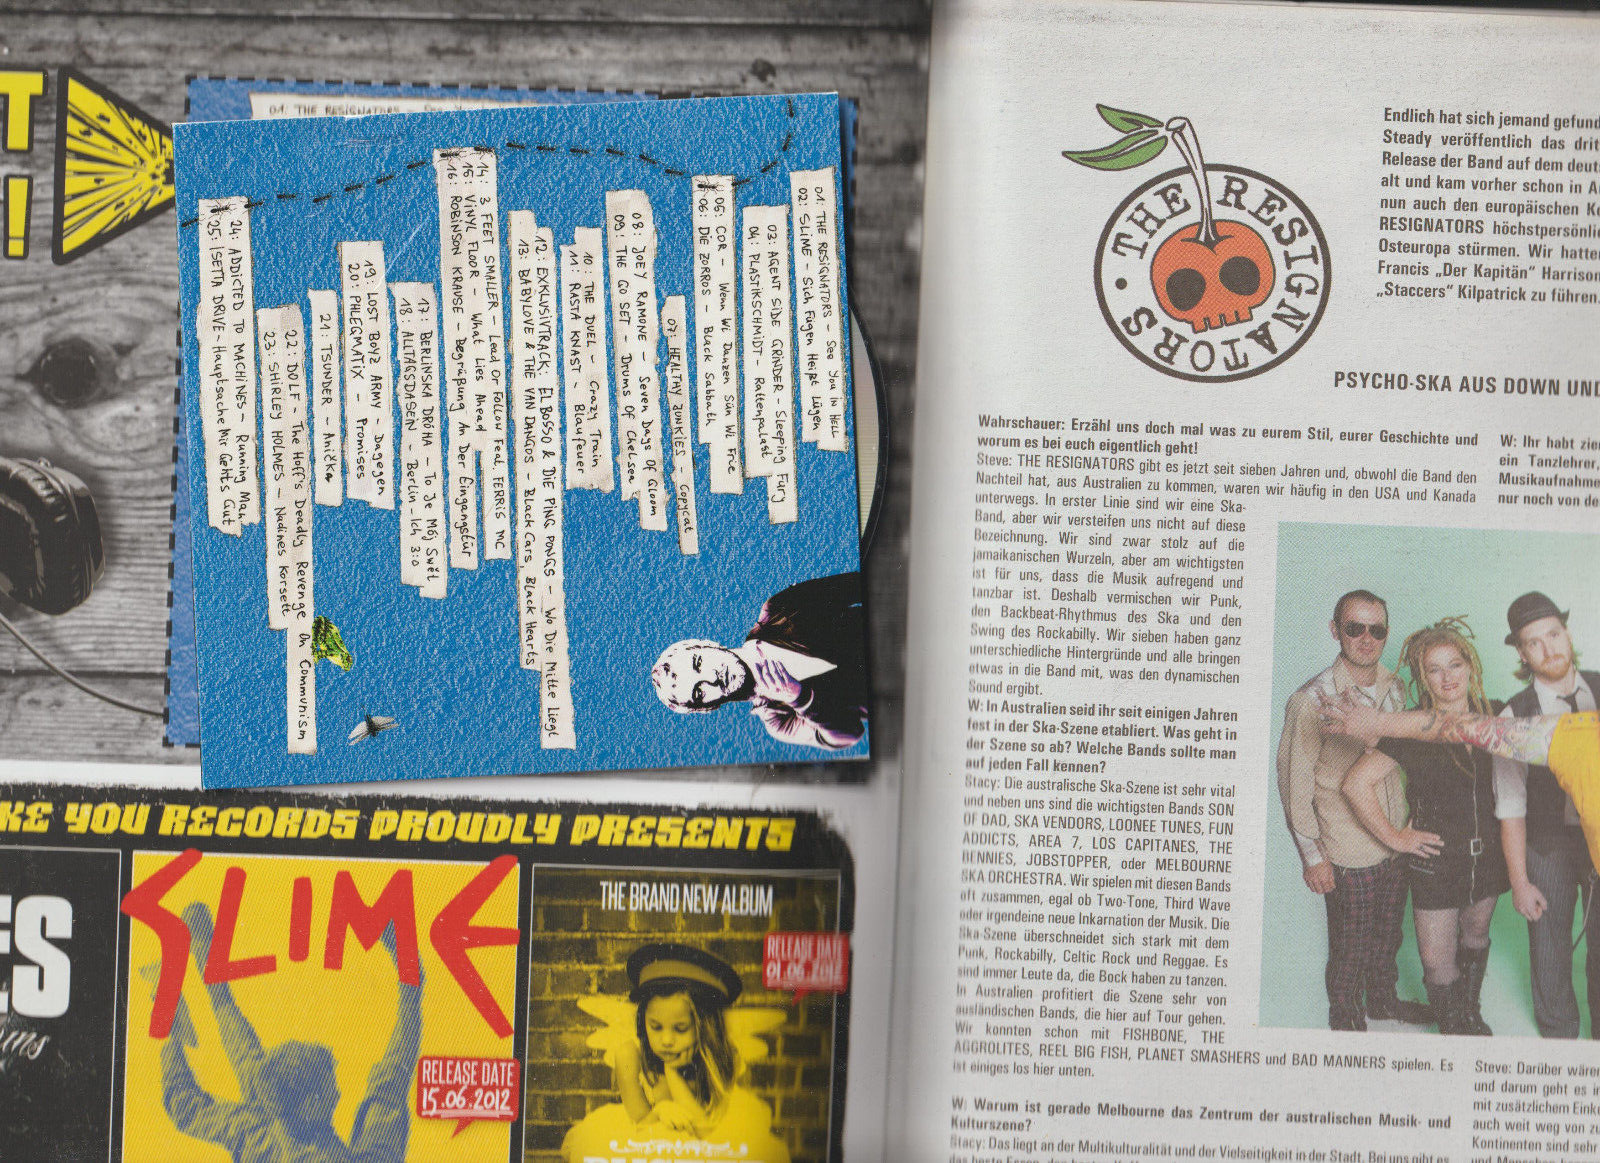 T
!
01: THE RESIGNATORS
01: THE RESIGNATORS – See You in HELL
02: SLIME – Sich Fügen Heißt Lügen
03: AGENT SIDE GRINDER – Sleeping Fury
04: PLASTIKSCHMIDT – Rattenpalast
05: COR – Wenn Wi Danzen Sün Wi Frie
06: DIE ZORROS – Black Sabbath
07: HEALTHY JUNKIES – Copycat
08: JOEY RAMONE – Seven Days Of Gloom
09: THE GO SET – Drums Of Chelsea
10: THE DUEL – Crazy Train
11: RASTA KNAST – Blaufeuer
12: EXKLUSIVTRACK: EL BOSSO & DIE PING PONGS – Wo Die Mitte Liegt
13: BABYLOVE & THE VAN DANGOS – Black Cars, Black Hearts
14: 3 FEET SMALLER – Lead Or Follow Feat. FERRIS MC
15: VINYL FLOOR – What Lies Ahead
16: ROBINSON KRAUSE – Begrüßung An Der Eingangstür
17: BERLINSKA DRÓHA – To Je Mój Swět
18: ALLTAGSDASEIN – Berlin - Ich 3:0
19: LOST BOYZ ARMY – Dagegen
20: PHLEGMATIX – Promises
21: TSUNDER – Anička
22: DOLF – The Hoff's Deadly Revenge On Communism
23: SHIRLEY HOLMES – Nadines Korsett
24: ADDICTED TO MACHINES – Running Man
25: ISETTA DRIVE – Hauptsache Mir Gehts Gut
KE YOU RECORDS PROUDLY PRESENTS
ES
SLIME
RELEASE DATE
15.06.2012
THE BRAND NEW ALBUM
RELEASE DATE
01.06.2012
THE RESIGNATORS
Endlich hat sich jemand gefund
Steady veröffentlich das drit
Release der Band auf dem deut
alt und kam vorher schon in A
nun auch den europäischen K
RESIGNATORS höchstpersönli
Osteuropa stürmen. Wir hatte
Francis „Der Kapitän“ Harrison
„Staccers“ Kilpatrick zu führen.
PSYCHO-SKA AUS DOWN UND
Wahrschauer: Erzähl uns doch mal was zu eurem Stil, eurer Geschichte und
worum es bei euch eigentlich geht!
Steve: THE RESIGNATORS gibt es jetzt seit sieben Jahren und, obwohl die Band den
Nachteil hat, aus Australien zu kommen, waren wir häufig in den USA und Kanada
unterwegs. In erster Linie sind wir eine Ska-
Band, aber wir versteifen uns nicht auf diese
Bezeichnung. Wir sind zwar stolz auf die
jamaikanischen Wurzeln, aber am wichtigsten
ist für uns, dass die Musik aufregend und
tanzbar ist. Deshalb vermischen wir Punk,
den Backbeat-Rhythmus des Ska und den
Swing des Rockabilly. Wir sieben haben ganz
unterschiedliche Hintergründe und alle bringen
etwas in die Band mit, was den dynamischen
Sound ergibt.
W: In Australien seid ihr seit einigen Jahren
fest in der Ska-Szene etabliert. Was geht in
der Szene so ab? Welche Bands sollte man
auf jeden Fall kennen?
Stacy: Die australische Ska-Szene ist sehr vital
und neben uns sind die wichtigsten Bands SON
OF DAD, SKA VENDORS, LOONEE TUNES, FUN
ADDICTS, AREA 7, LOS CAPITANES, THE
BENNIES, JOBSTOPPER, oder MELBOURNE
SKA ORCHESTRA. Wir spielen mit diesen Bands
oft zusammen, egal ob Two-Tone, Third Wave
oder irgendeine neue Inkarnation der Musik. Die
Ska-Szene überschneidet sich stark mit dem
Punk, Rockabilly, Celtic Rock und Reggae. Es
sind immer Leute da, die Bock haben zu tanzen.
In Australien profitiert die Szene sehr von
ausländischen Bands, die hier auf Tour gehen.
Wir konnten schon mit FISHBONE, THE
AGGROLITES, REEL BIG FISH, PLANET SMASHERS und BAD MANNERS spielen. Es
ist einiges los hier unten.
W: Warum ist gerade Melbourne das Zentrum der australischen Musik- und
Kulturszene?
Stacy: Das liegt an der Multikulturalität und der Vielseitigkeit in der Stadt. Bei uns gibt es
W: Ihr habt zie
ein Tanzlehrer,
Musikaufnahme
nur noch von de
Steve: Darüber wäre
und darum geht es i
mit zusätzlichem Eink
auch weit weg von zu
Kontinenten sind sehr